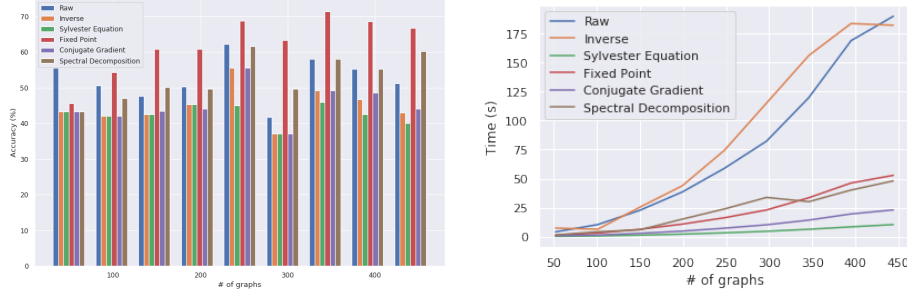 Raw
Inverse
Sylvester Equation
Fixed Point
Conjugate Gradient
Spectral Decomposition
Accuracy (%)
70
60
50
40
30
20
10
0
100
200
300
400
# of graphs
Raw
Inverse
Sylvester Equation
Fixed Point
Conjugate Gradient
Spectral Decomposition
Time (s)
175
150
125
100
75
50
25
0
50
100
150
200
250
300
350
400
450
# of graphs